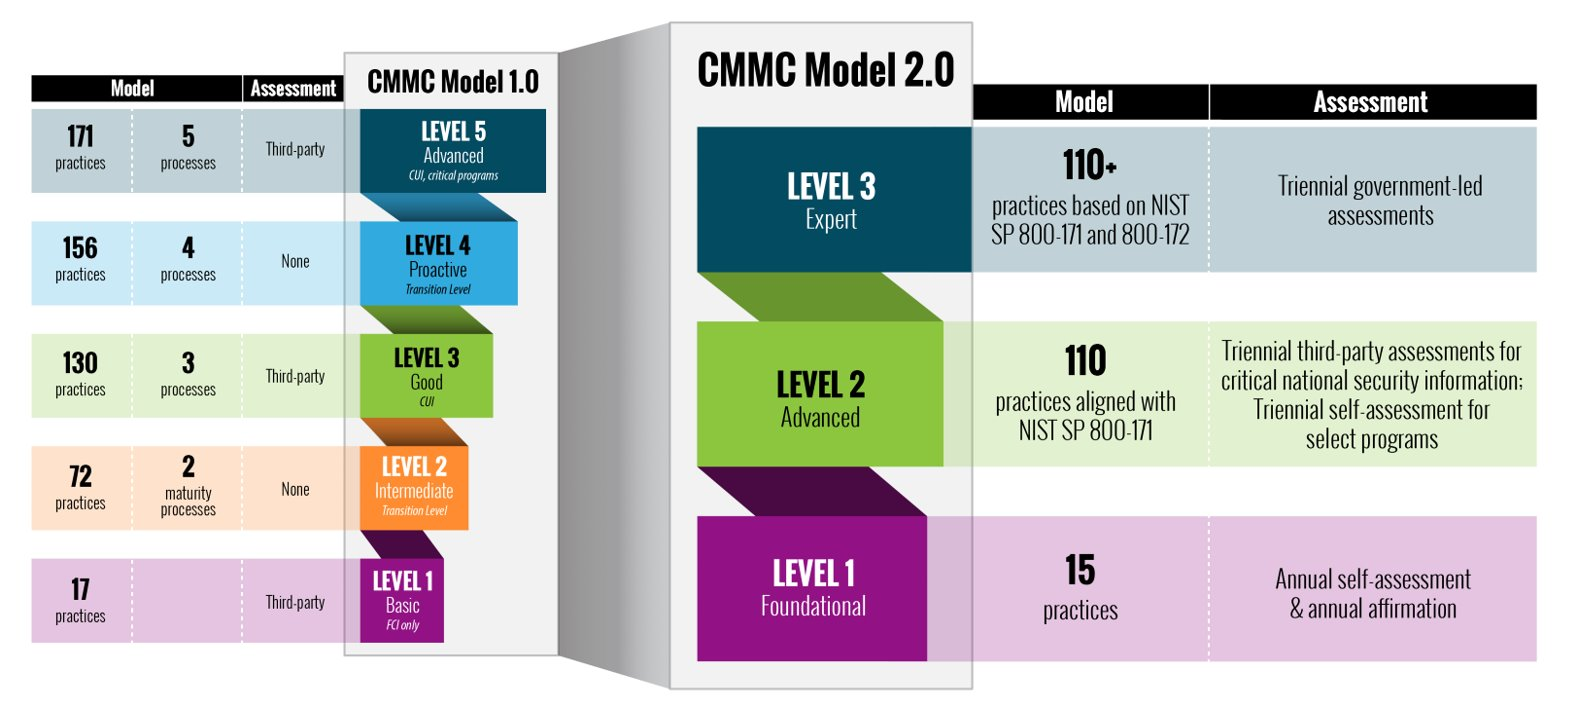 CMMC Model 1.0
Model
Assessment
171
practices
5
processes
Third-party
LEVEL 5
Advanced
CUI, critical programs
156
practices
4
processes
None
LEVEL 4
Proactive
Transition Level
130
practices
3
processes
Third-party
LEVEL 3
Good
CUI
72
practices
2
maturity
processes
None
LEVEL 2
Intermediate
Transition Level
17
practices
Third-party
LEVEL 1
Basic
FCI only
CMMC Model 2.0
Model
Assessment
LEVEL 3
Expert
110+
practices based on NIST
SP 800-171 and 800-172
Triennial government-led
assessments
LEVEL 2
Advanced
110
practices aligned with
NIST SP 800-171
Triennial third-party assessments for
critical national security information;
Triennial self-assessment for
select programs
LEVEL 1
Foundational
15
practices
Annual self-assessment
& annual affirmation